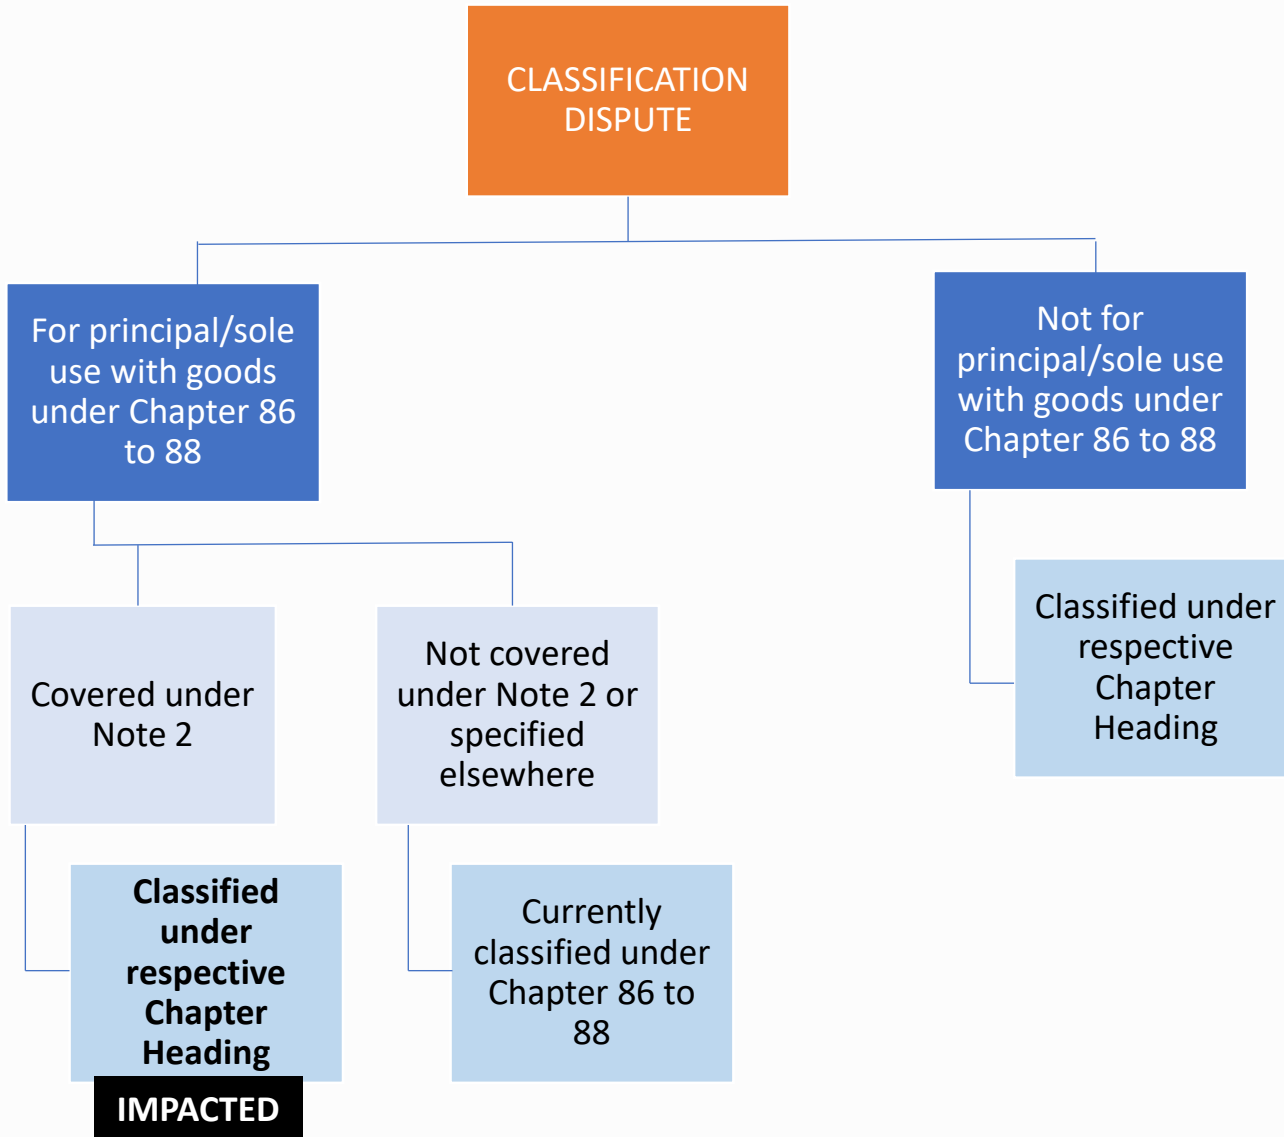 CLASSIFICATION
DISPUTE
For principal/sole
use with goods
under Chapter 86
to 88
Not for
principal/sole use
with goods under
Chapter 86 to 88
Covered under
Note 2
Not covered
under Note 2 or
specified
elsewhere
Classified under
respective
Chapter
Heading
Classified
under
respective
Chapter
Heading
IMPACTED
Currently
classified under
Chapter 86 to
88